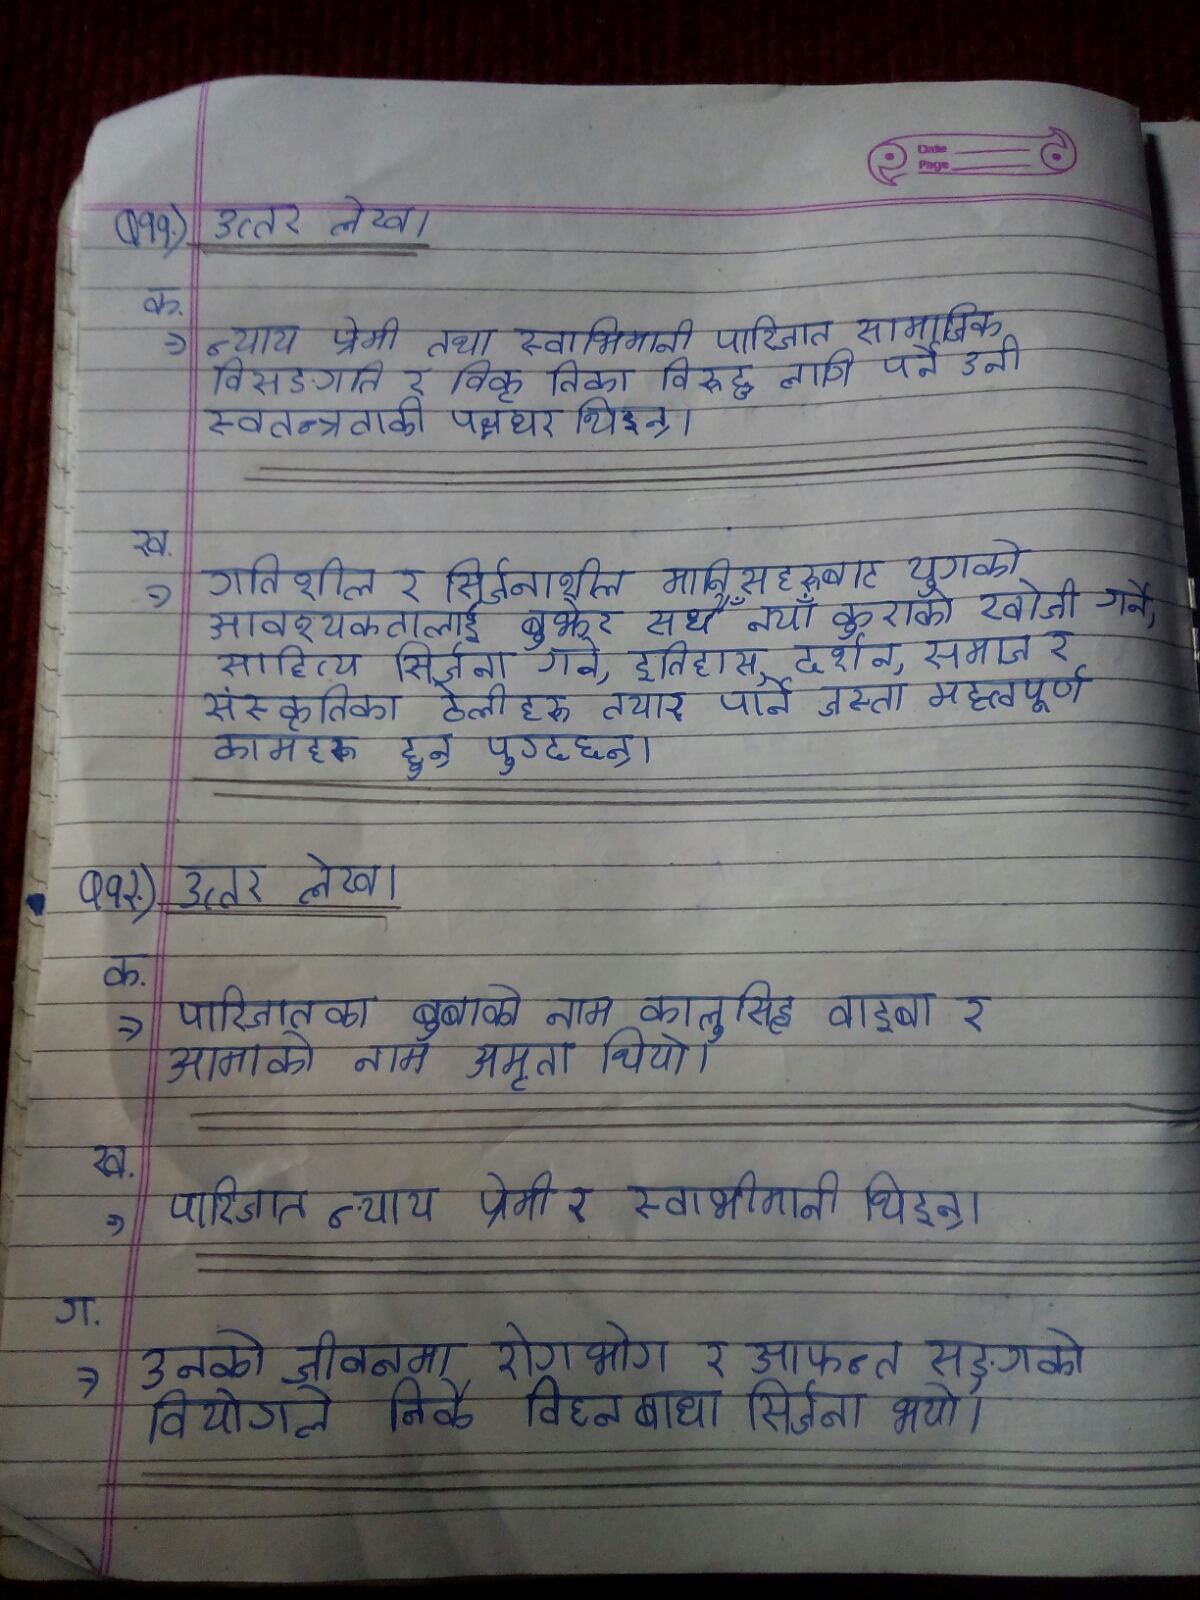 Date
Page
Q११.) उत्तर लेख।
क.
⇒ न्याय प्रेमी तथा स्वाभिमानी पारिजात सामाजिक
विसङगति र विकृ तिका विरुद्ध लागि पर्ने उनी
स्वतन्त्रताकी पक्षधर थिइन्।
ख.
⇒ गतिशील र सिर्जनाशील मानिसहरुबाट युगको
आवश्यकतालाई बुझेर सधैँ नयाँ कुराको खोजी गर्ने,
साहित्य सिर्जना गर्ने, इतिहास, दर्शन, समाज र
संस्कृतिका ठेलीहरु तयार पार्ने जस्ता महत्वपूर्ण
कामहरु हुन पुग्दछन्।
Q१२.) उत्तर लेख।
क.
⇒ पारिजातका बुबाको नाम कालुसिह वाइबा र
आमाको नाम अमृता थियो।
ख.
⇒ पारिजात न्याय प्रेमी र स्वाभीमानी थिइन्।
ग.
⇒ उनको जीवनमा रोगभोग र आफन्त सङ्गको
वियोगले निकै विघ्नबाधा सिर्जना भयो।